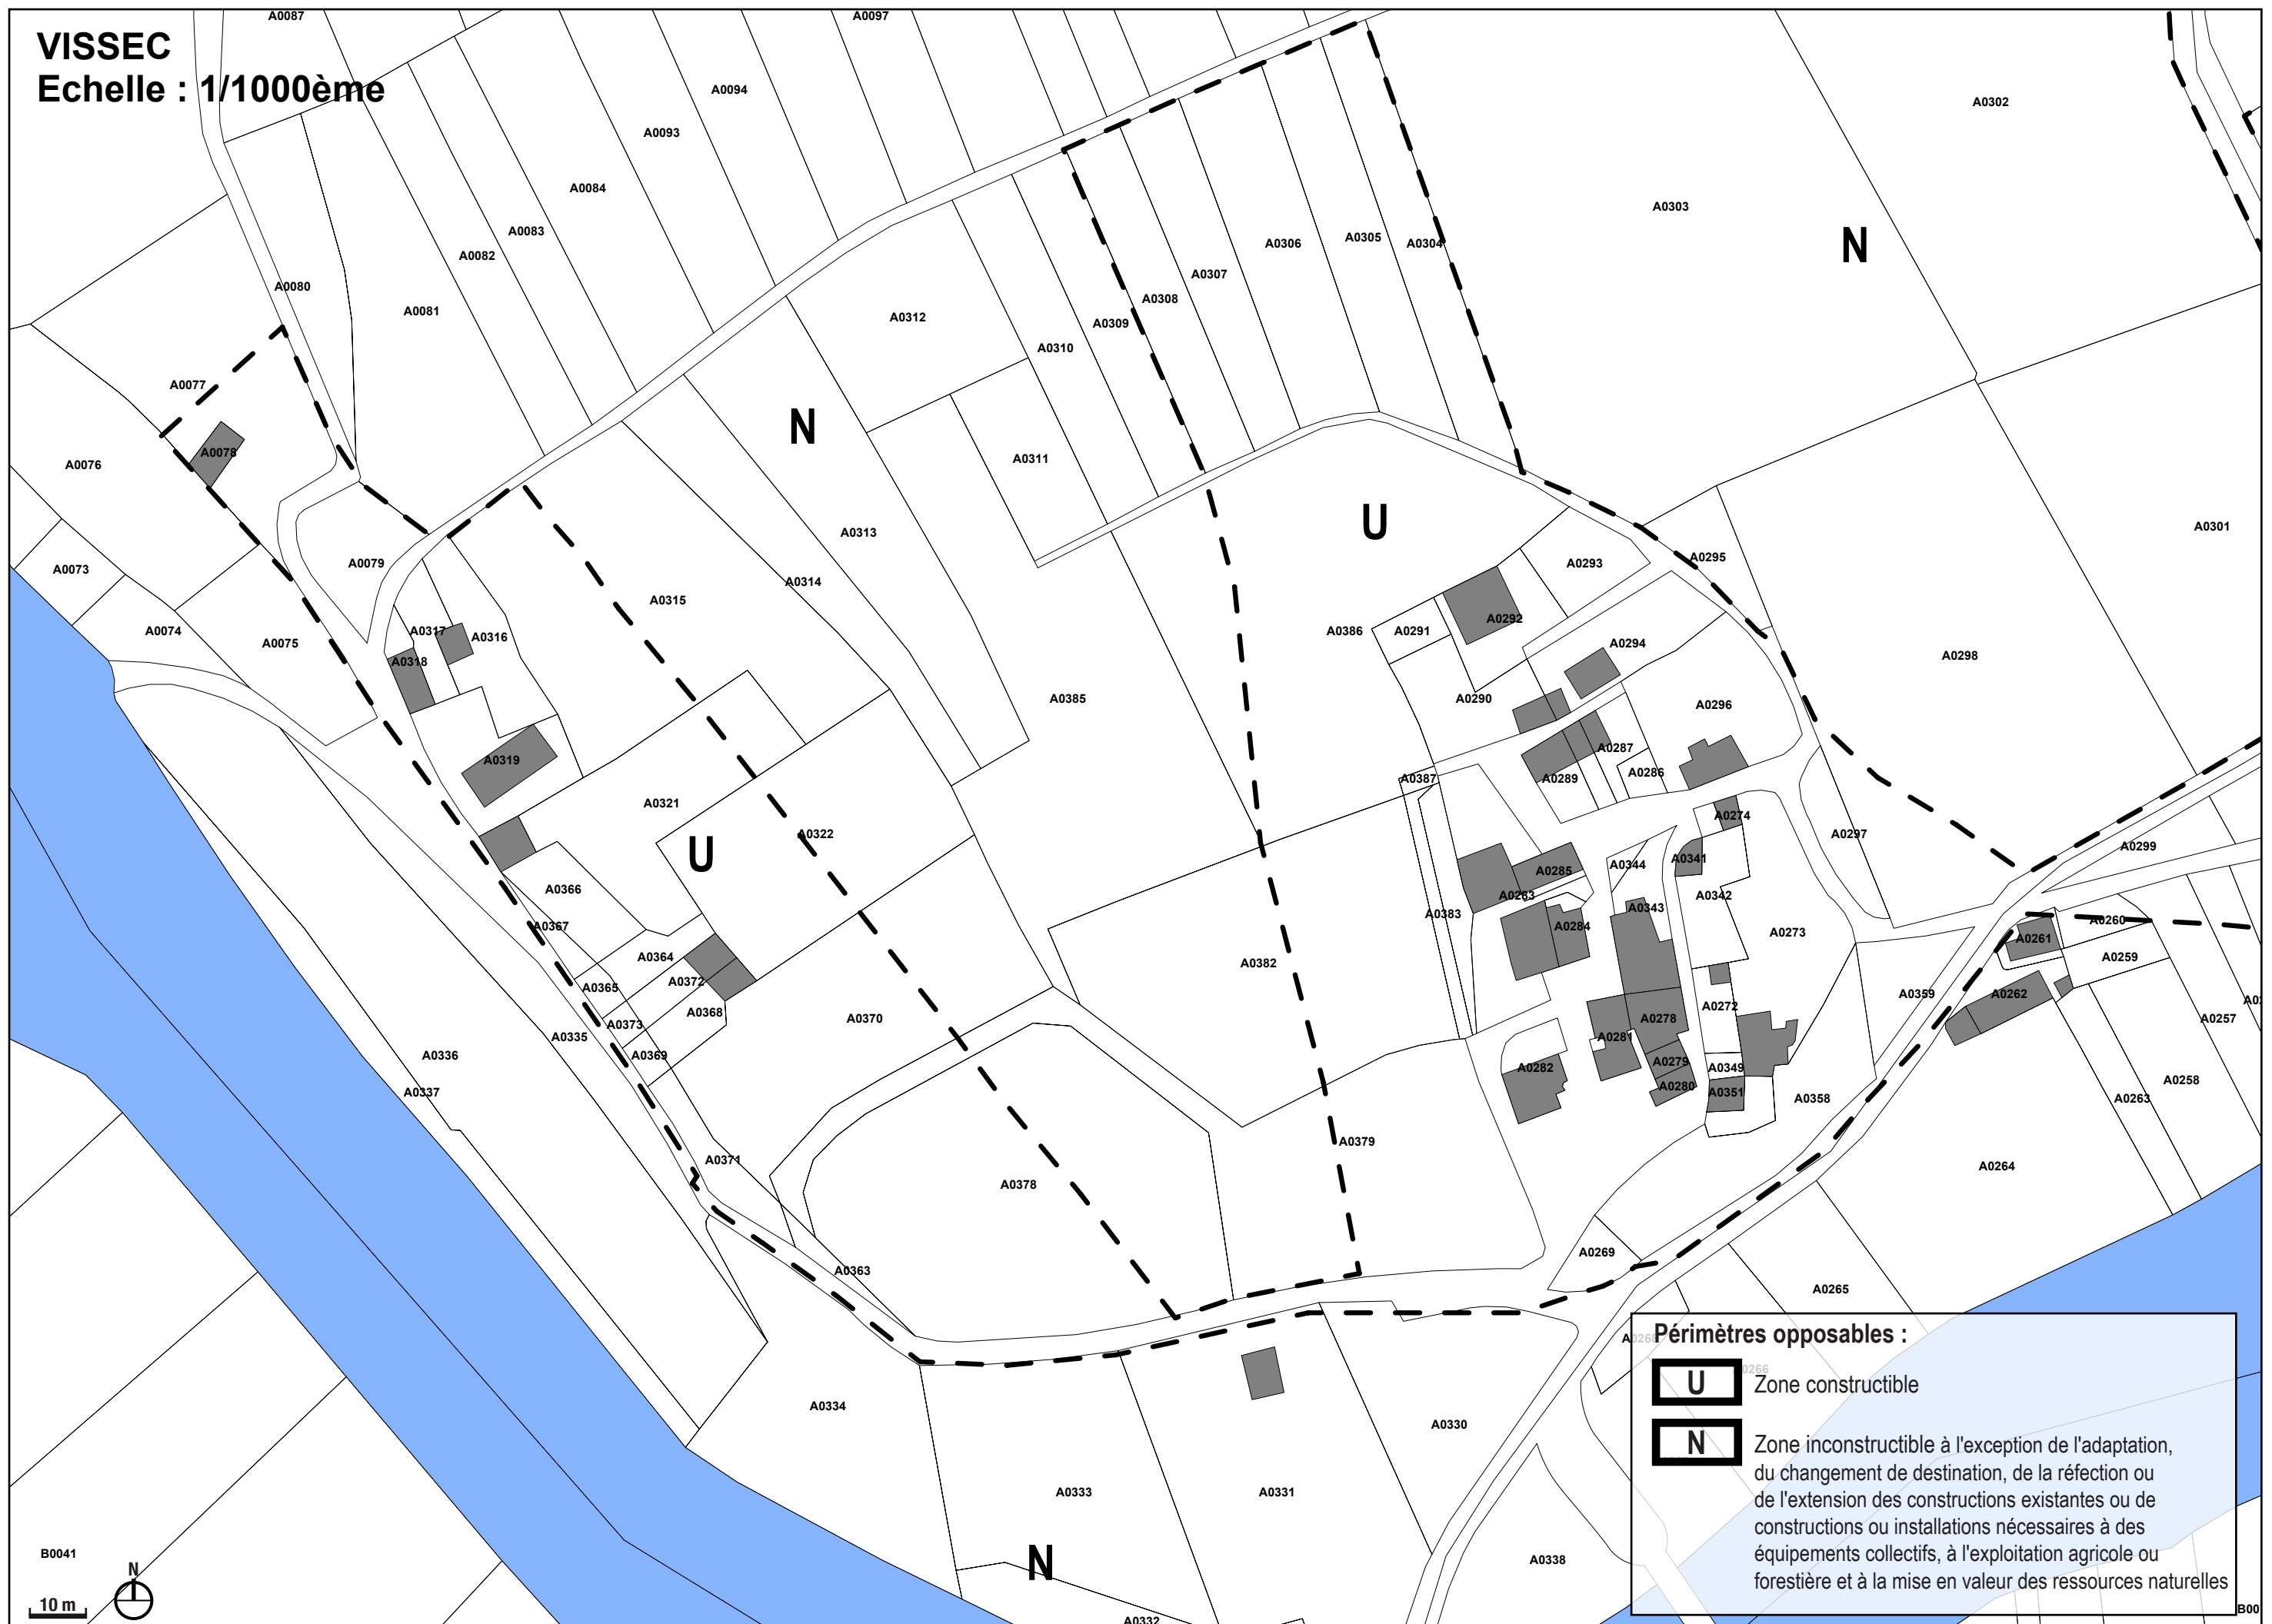 A0087
A0097
VISSEC
Echelle : 1/1000ème
A0094
A0302
A0093
A0084
A0303
A0083
A0082
A0306
A0305
A0304
N
A0307
A0080
A0308
A0081
A0312
A0309
A0310
A0077
N
A0078
A0311
A0076
U
A0301
A0313
A0295
A0079
A0293
A0073
A0314
A0315
A0292
A0074
A0317
A0316
A0386
A0291
A0075
A0294
A0318
A0298
A0385
A0290
A0296
A0319
A0287
A0289
A0286
A0387
A0321
A0274
A0322
A0297
A0299
U
A0341
A0344
A0285
A0366
A0283
A0342
A0343
A0383
A0260
A0367
A0284
A0273
A0261
A0364
A0259
A0382
A0372
A0365
A0359
A0262
A0272
A0368
A0370
A0278
A0257
A0373
A0281
A0335
A0336
A0369
A0279
A0282
A0349
A0258
A0280
A0337
A0351
A0358
A0263
A0379
A0371
A0264
A0378
A0269
A0363
A0265
Périmètres opposables :
U
Zone constructible
A0334
A0330
N
Zone inconstructible à l'exception de l'adaptation,
du changement de destination, de la réfection ou
de l'extension des constructions existantes ou de
constructions ou installations nécessaires à des
équipements collectifs, à l'exploitation agricole ou
forestière et à la mise en valeur des ressources naturelles
A0333
A0331
B0041
N
A0338
N
10 m
A0332